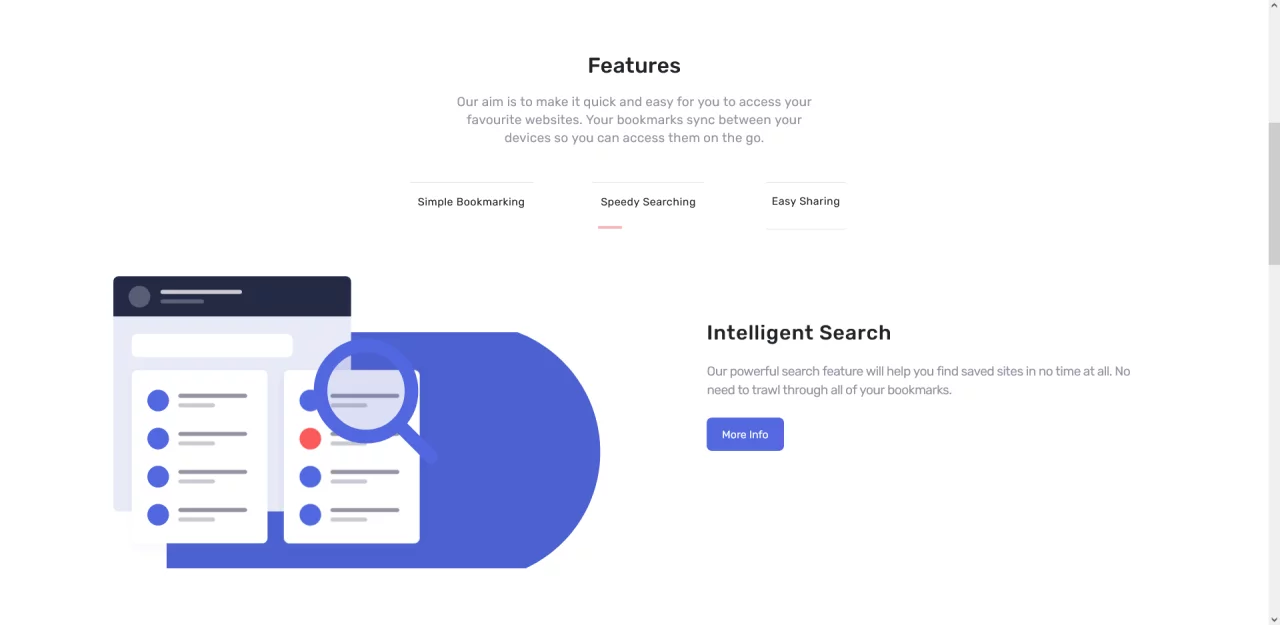 Features
Our aim is to make it quick and easy for you to access your
favourite websites. Your bookmarks sync between your
devices so you can access them on the go.
Simple Bookmarking
Speedy Searching
Easy Sharing
Intelligent Search
Our powerful search feature will help you find saved sites in no time at all. No
need to trawl through all of your bookmarks.
More Info